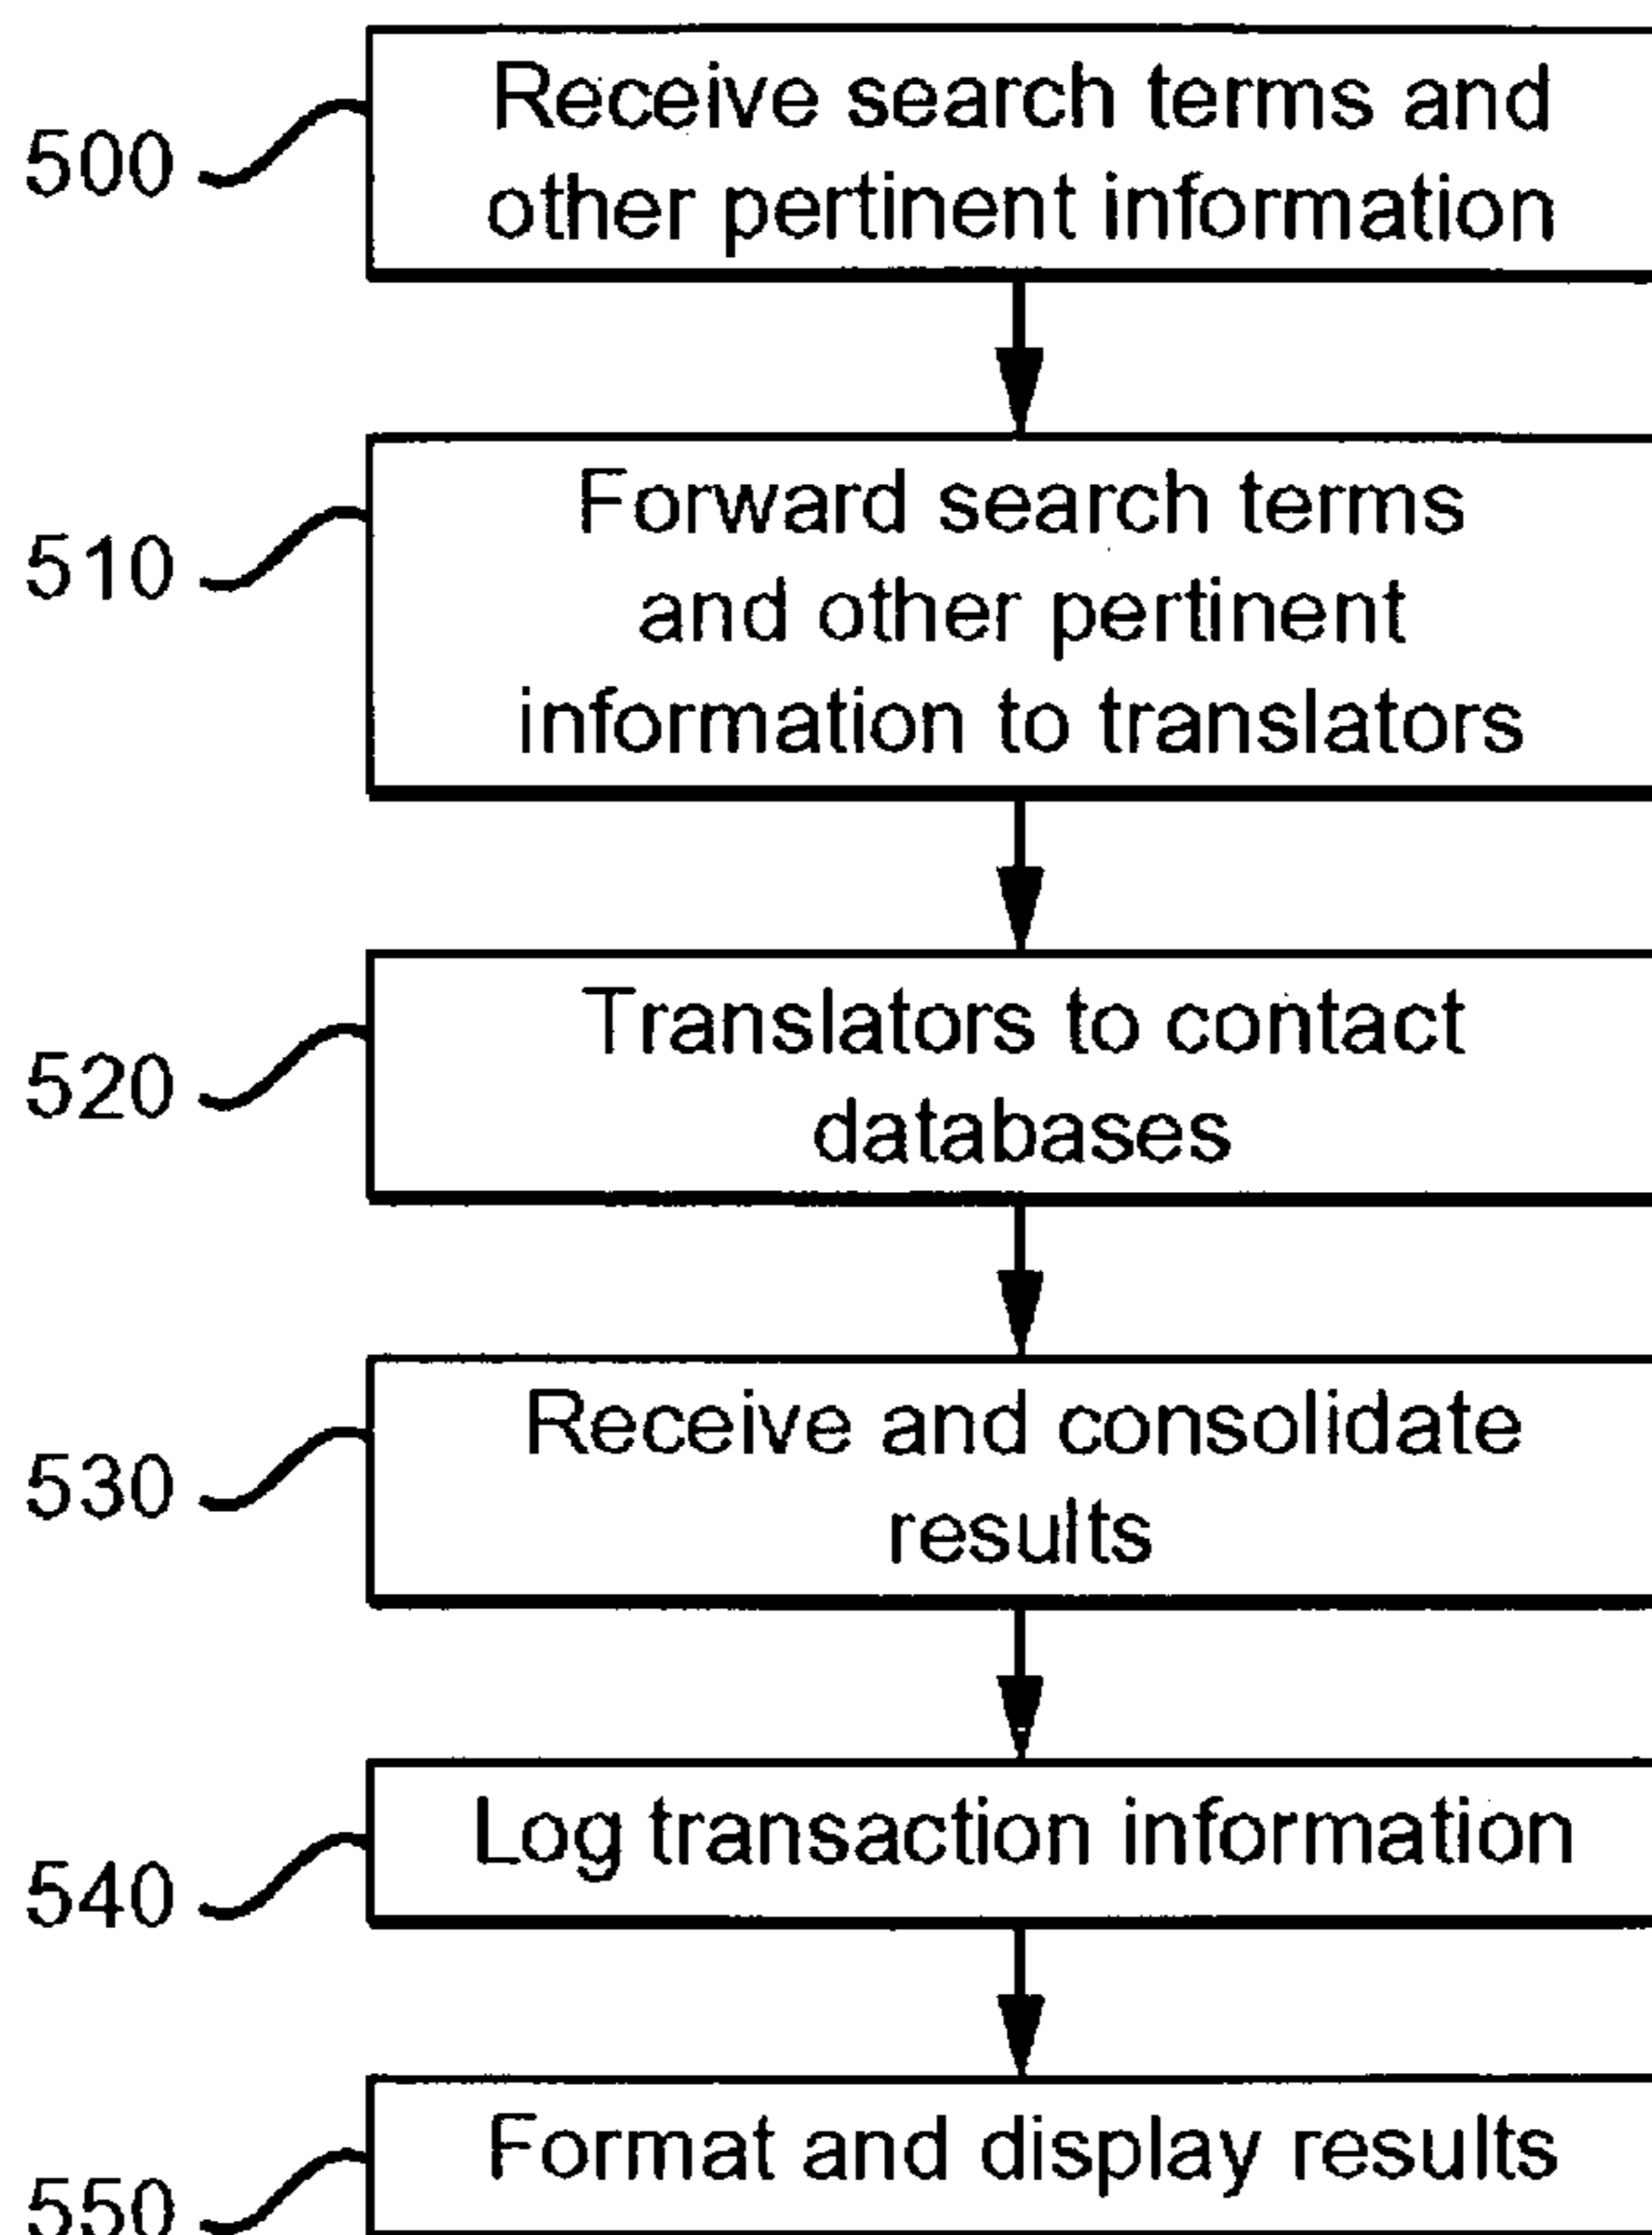 500
Receive search terms and
other pertinent information
510
Forward search terms
and other pertinent
information to translators
520
Translators to contact
databases
530
Receive and consolidate
results
540
Log transaction information
550
Format and display results